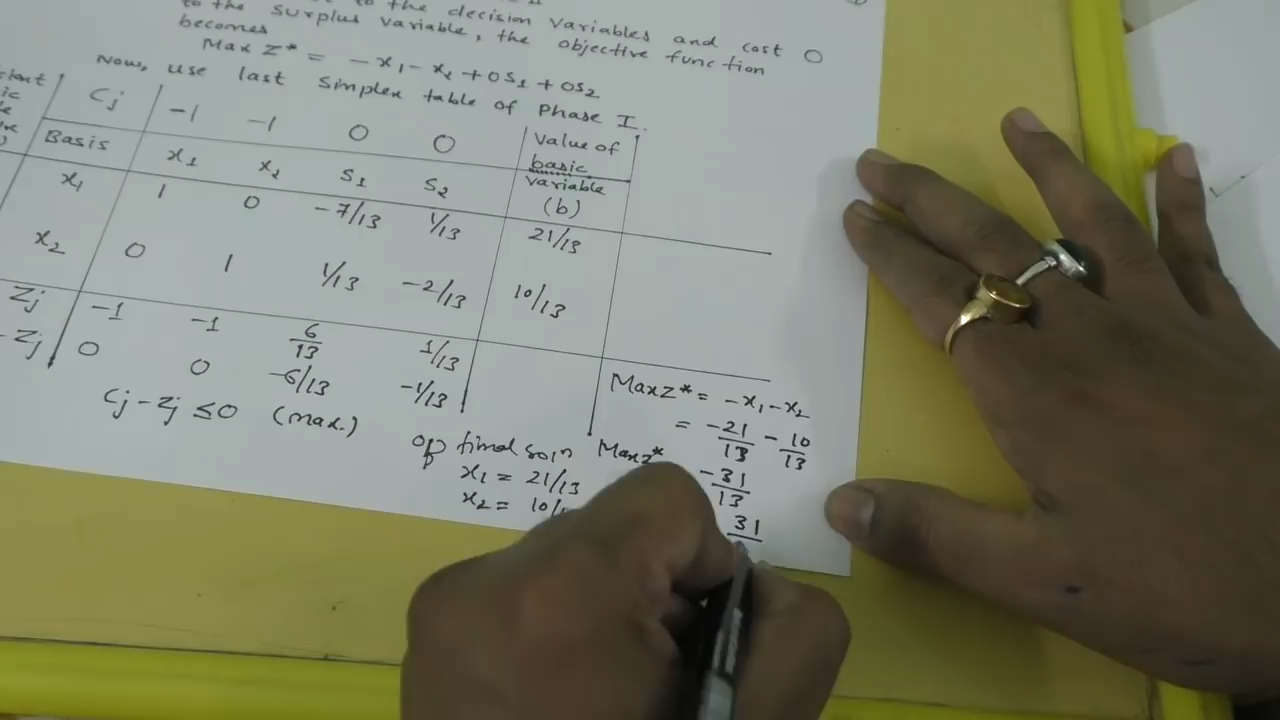 to the decision variables and cost 0
to the surplus variable, the objective function
becomes
Max Z* = -x1 - x2 + 0S1 + 0S2
Now, use last simplex table of Phase I.
Cj -1 -1 0 0 Value of basic variable (b)
Basis x1 x2 S1 S2
x1 1 0 -7/13 1/13 21/13
x2 0 1 1/13 -2/13 10/13
Zj -1 -1 6/13 1/13
- Zj 0 0 -6/13 -1/13
Cj - Zj ≤ 0 (max.)
Max Z* = -x1 - x2
= -21/13 - 10/13
optimal soln Max Z* -31/13
x1 = 21/13
x2 = 10/
31